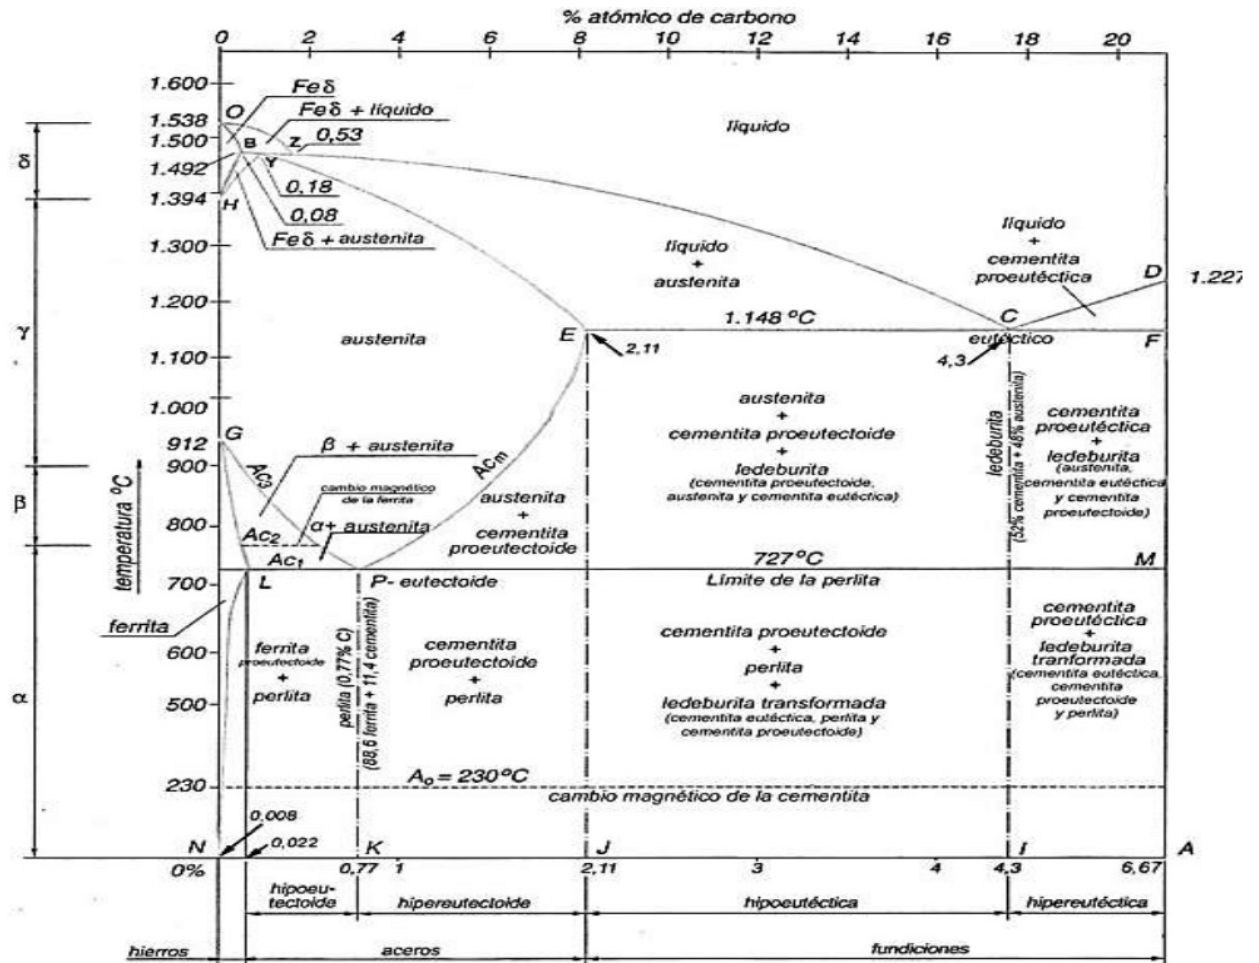 % atómico de carbono
0 2 4 6 8 10 12 14 16 18 20
1.600
Feδ
O
1.538
Feδ + líquido
líquido
1.500
B
Z
0,53
δ
Y
1.492
0,18
1.394
H
0,08
Feδ + austenita
1.300
líquido
+
austenita
líquido
+
cementita
proeutéctica
D
1.227
1.200
1.148 ºC
C
E
eutéctico
F
γ
austenita
2,11
4,3
1.100
1.000
austenita
+
cementita proeutectoide
+
ledeburita
(cementita proeutectoide,
austenita y cementita eutéctica)
ledeburita
(52% cementita + 48% austenita)
cementita
proeutéctica
+
ledeburita
(austenita,
cementita eutéctica
y cementita
proeutectoide)
G
912
β + austenita
900
Ac3
Acm
cambio magnético
de la ferrita
austenita
+
cementita
proeutectoide
β
temperatura ºC
800
α+ austenita
Ac2
Ac1
727ºC
M
L
P- eutectoide
Límite de la perlita
700
ferrita
ferrita
proeutectoide
+
perlita
perlita (0,77% C)
(88,6 ferrita + 11,4 cementita)
cementita
proeutectoide
+
perlita
cementita proeutectoide
+
perlita
+
ledeburita transformada
(cementita eutéctica, perlita y
cementita proeutectoide)
cementita
proeutéctica
+
ledeburita
tranformada
(cementita eutéctica,
cementita
proeutectoide
y perlita)
600
α
500
A₀ = 230ºC
230
cambio magnético de la cementita
0,008
N
0,022
K
J
I
A
0%
0,77
1
2,11
3
4
4,3
6,67
hipoeu-
tectoide
hipereutectoide
hipoeutéctica
hipereutéctica
hierros
aceros
fundiciones